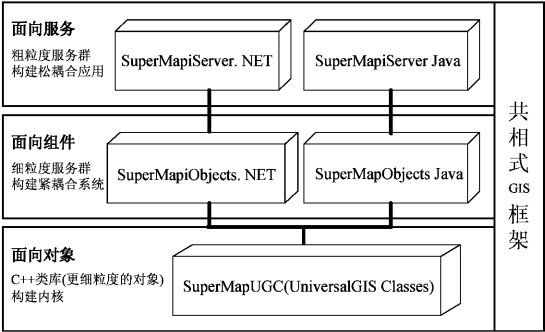 面向服务
粗粒度服务群
构建松耦合应用
SuperMapiServer. NET
SuperMapiServer Java
面向组件
细粒度服务群
构建紧耦合系统
SuperMapiObjects. NET
SuperMapObjects Java
面向对象
C++类库(更细粒度的对象)
构建内核
SuperMapUGC(UniversalGIS Classes)
共相式GIS框架